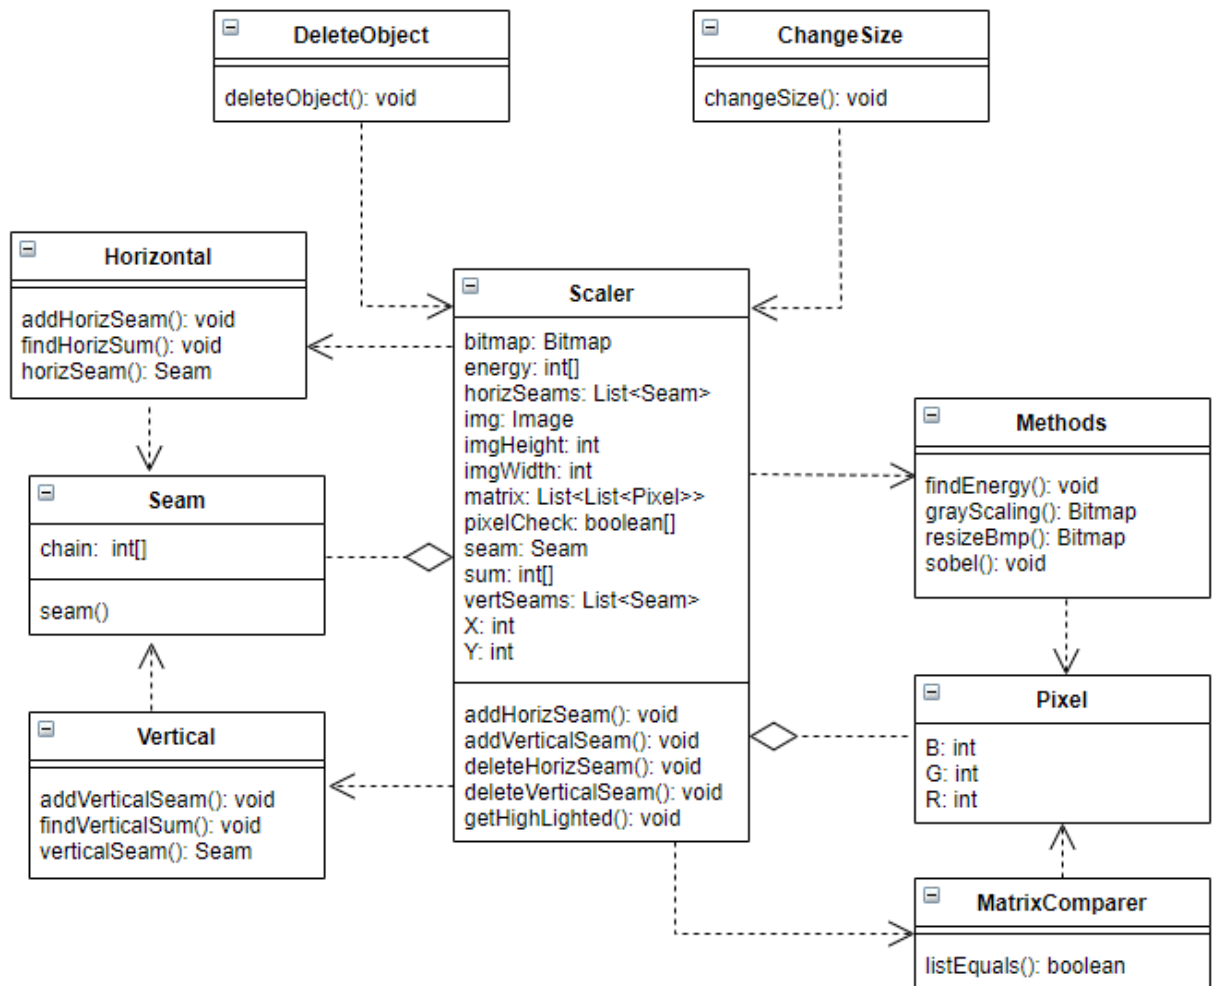 DeleteObject
deleteObject(): void
ChangeSize
changeSize(): void
Horizontal
addHorizSeam(): void
findHorizSum(): void
horizSeam(): Seam
Scaler
bitmap: Bitmap
energy: int[]
horizSeams: List<Seam>
img: Image
imgHeight: int
imgWidth: int
matrix: List<List<Pixel>>
pixelCheck: boolean[]
seam: Seam
sum: int[]
vertSeams: List<Seam>
X: int
Y: int
addHorizSeam(): void
addVerticalSeam(): void
deleteHorizSeam(): void
deleteVerticalSeam(): void
getHighLighted(): void
Methods
findEnergy(): void
grayScaling(): Bitmap
resizeBmp(): Bitmap
sobel(): void
Seam
chain: int[]
seam()
Vertical
addVerticalSeam(): void
findVerticalSum(): void
verticalSeam(): Seam
Pixel
B: int
G: int
R: int
MatrixComparer
listEquals(): boolean